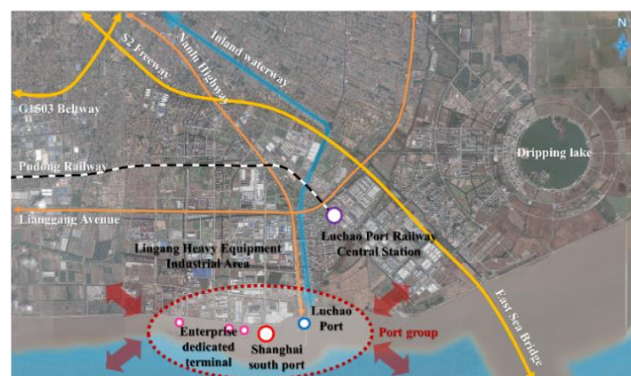 N
S2 Freeway
Nanlu Highway
Inland waterway
G1503 Beltway
Dripping lake
Pudong Railway
Lianggang Avenue
Luchao Port Railway
Central Station
Lingang Heavy Equipment
Industrial Area
East Sea Bridge
Luchao
Port
Port group
Enterprise
dedicated
terminal
Shanghai
south port